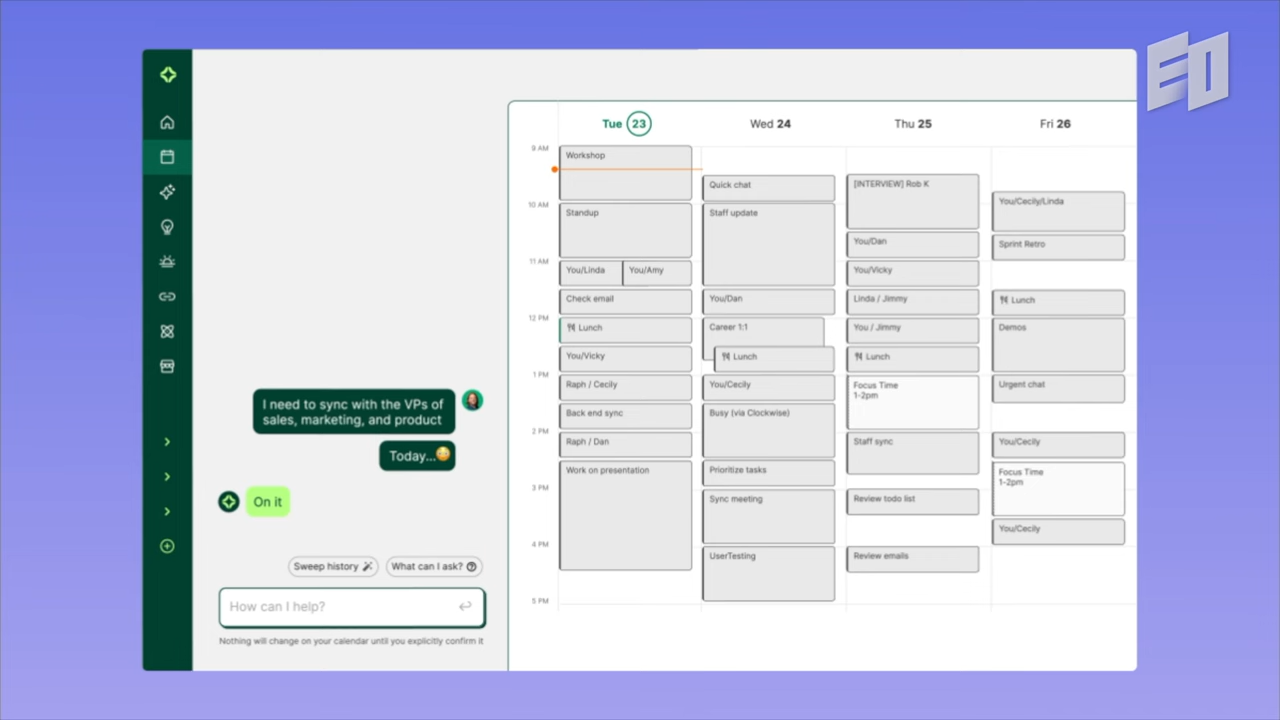 EO
I need to sync with the VPs of
sales, marketing, and product
Today...😳
On it
Sweep history
What can I ask?
How can I help?
Nothing will change on your calendar until you explicitly confirm it
Tue 23
Wed 24
Thu 25
Fri 26
9 AM
10 AM
11 AM
12 PM
1 PM
2 PM
3 PM
4 PM
5 PM
Workshop
Standup
You/Linda
You/Amy
Check email
Lunch
You/Vicky
Raph / Cecily
Back end sync
Raph / Dan
Work on presentation
Quick chat
Staff update
You/Dan
Career 1:1
Lunch
You/Cecily
Busy (via Clockwise)
Prioritize tasks
Sync meeting
UserTesting
[INTERVIEW] Rob K
You/Dan
You/Vicky
Linda / Jimmy
You / Jimmy
Lunch
Focus Time
1-2pm
Staff sync
Review todo list
Review emails
You/Cecily/Linda
Sprint Retro
Lunch
Demos
Urgent chat
You/Cecily
Focus Time
1-2pm
You/Cecily